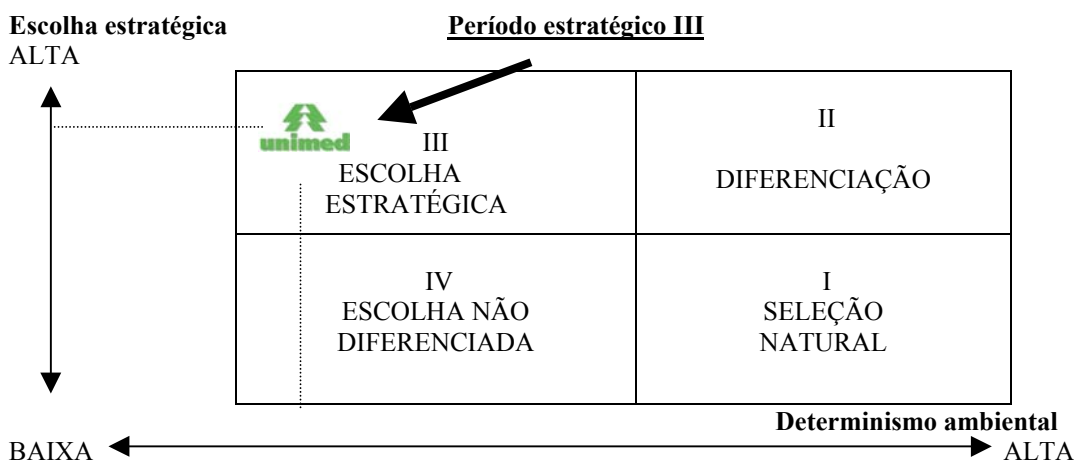 Escolha estratégica
Período estratégico III
ALTA
unimed
III
ESCOLHA
ESTRATÉGICA
II
DIFERENCIAÇÃO
IV
ESCOLHA NÃO
DIFERENCIADA
I
SELEÇÃO
NATURAL
Determinismo ambiental
BAIXA
ALTA